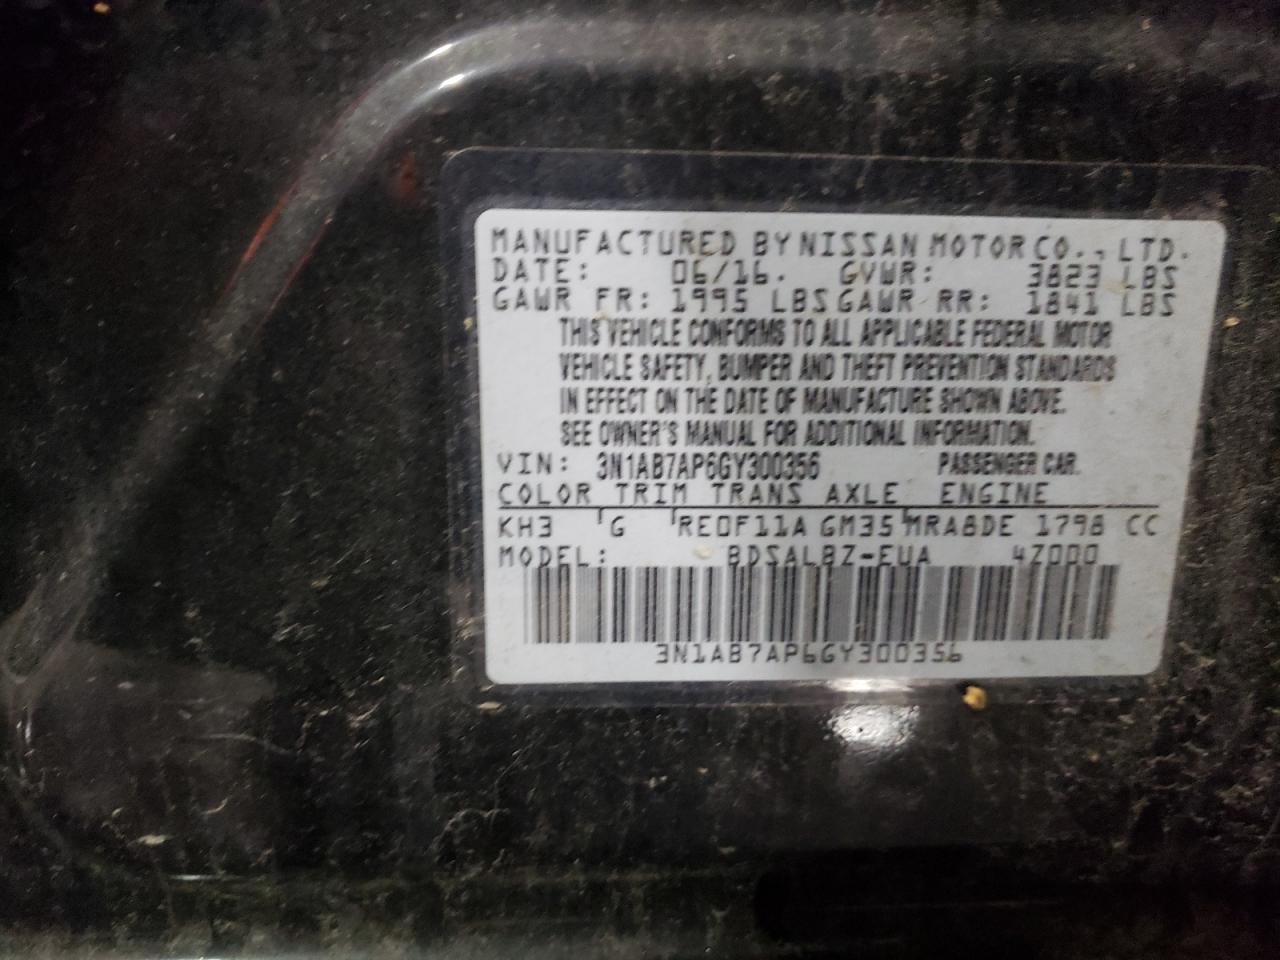 MANUFACTURED BY NISSAN MOTOR CO., LTD.
DATE: 06/16. GVWR: 3823 LBS
GAWR FR: 1995 LBS GAWR RR: 1841 LBS
THIS VEHICLE CONFORMS TO ALL APPLICABLE FEDERAL MOTOR
VEHICLE SAFETY, BUMPER AND THEFT PREVENTION STANDARDS
IN EFFECT ON THE DATE OF MANUFACTURE SHOWN ABOVE.
SEE OWNER'S MANUAL FOR ADDITIONAL INFORMATION.
VIN: 3N1AB7AP6GY300356 PASSENGER CAR.
COLOR TRIM TRANS AXLE ENGINE
KH3 G RE0F11A GM35 MRA8DE 1798 CC
MODEL: BDSALBZ-EUA 4Z000
3N1AB7AP6GY300356